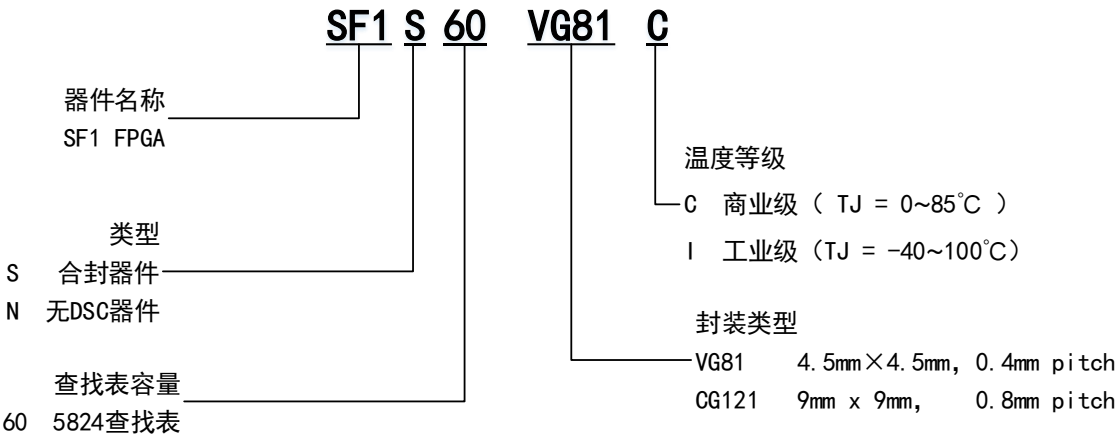 SF1 S 60 VG81 C
器件名称
SF1 FPGA
类型
S 合封器件
N 无DSC器件
查找表容量
60 5824查找表
温度等级
C 商业级（ TJ = 0~85℃ ）
I 工业级（TJ = -40~100℃）
封装类型
VG81 4.5mm×4.5mm, 0.4mm pitch
CG121 9mm x 9mm, 0.8mm pitch